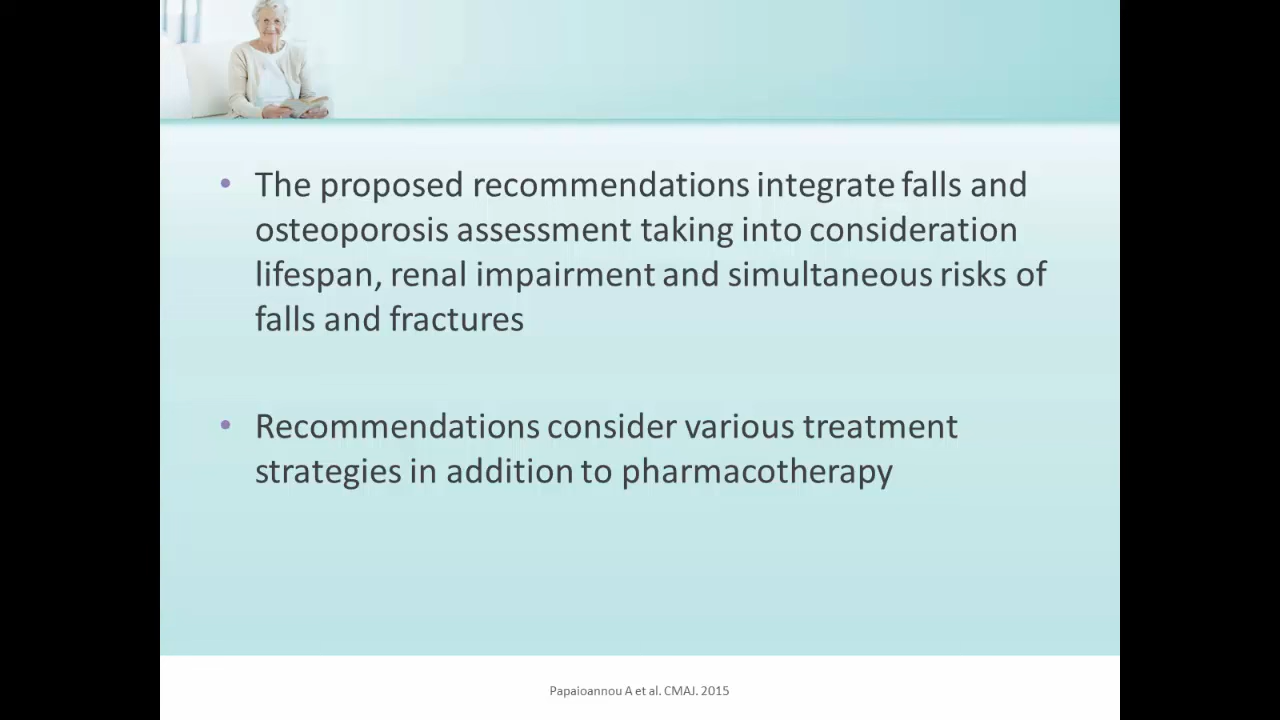 • The proposed recommendations integrate falls and
osteoporosis assessment taking into consideration
lifespan, renal impairment and simultaneous risks of
falls and fractures
• Recommendations consider various treatment
strategies in addition to pharmacotherapy
Papaioannou A et al. CMAJ. 2015